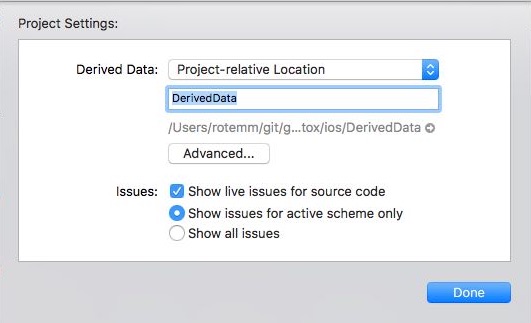 Project Settings:
Derived Data: Project-relative Location
DerivedData
/Users/rotemm/git/g...tox/ios/DerivedData
Advanced...
Issues: Show live issues for source code
Show issues for active scheme only
Show all issues
Done